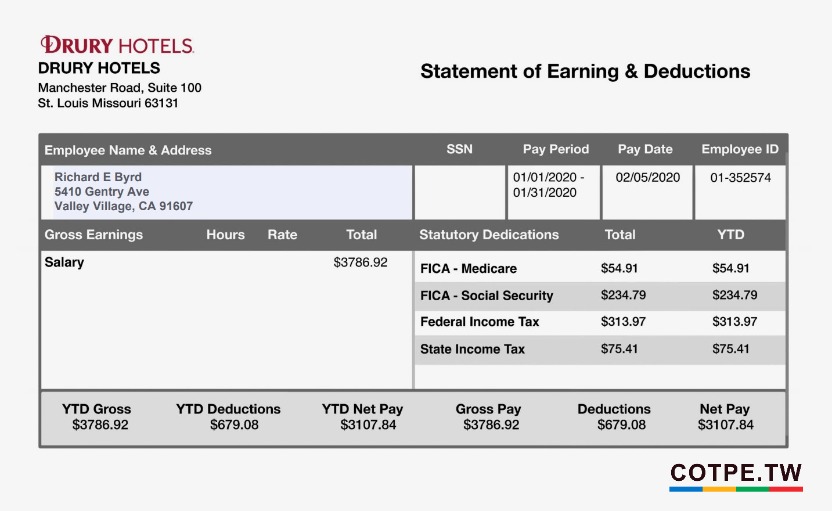 DRURY HOTELS.
DRURY HOTELS
Manchester Road, Suite 100
St. Louis Missouri 63131
Statement of Earning & Deductions
Employee Name & Address SSN Pay Period Pay Date Employee ID
Richard E Byrd
5410 Gentry Ave
Valley Village, CA 91607
01/01/2020 -
01/31/2020
02/05/2020
01-352574
Gross Earnings Hours Rate Total Statutory Dedications Total YTD
Salary $3786.92
FICA - Medicare $54.91 $54.91
FICA - Social Security $234.79 $234.79
Federal Income Tax $313.97 $313.97
State Income Tax $75.41 $75.41
YTD Gross YTD Deductions YTD Net Pay Gross Pay Deductions Net Pay
$3786.92 $679.08 $3107.84 $3786.92 $679.08 $3107.84
COTPE.TW